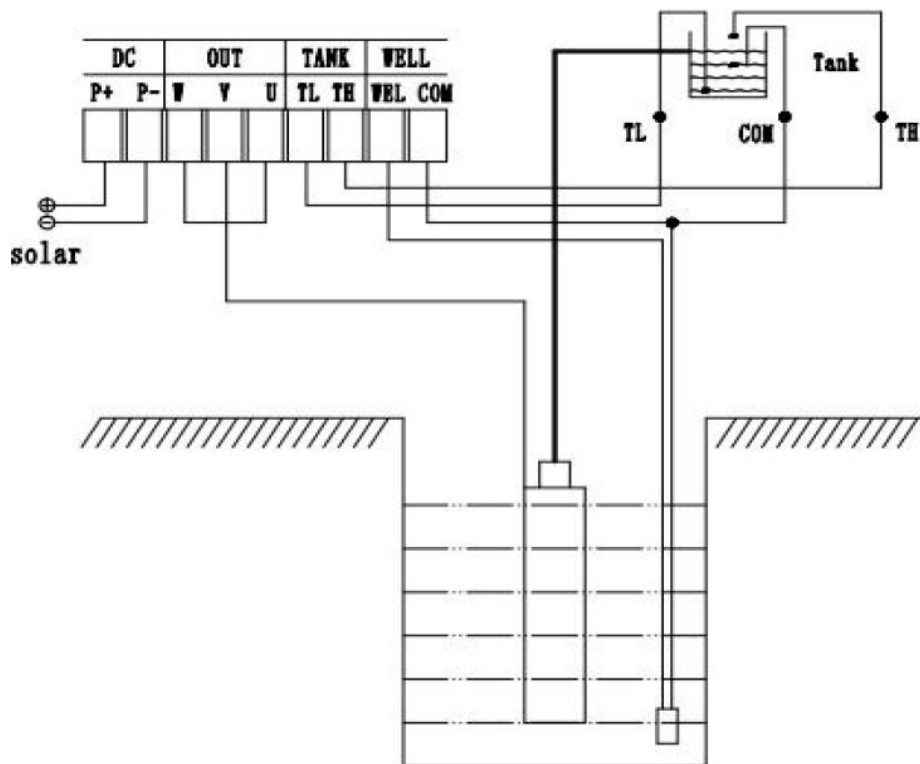 DC OUT TANK WELL
P+ P- W V U TL TH WEL COM
Tank
TL COM TH
+
-
solar